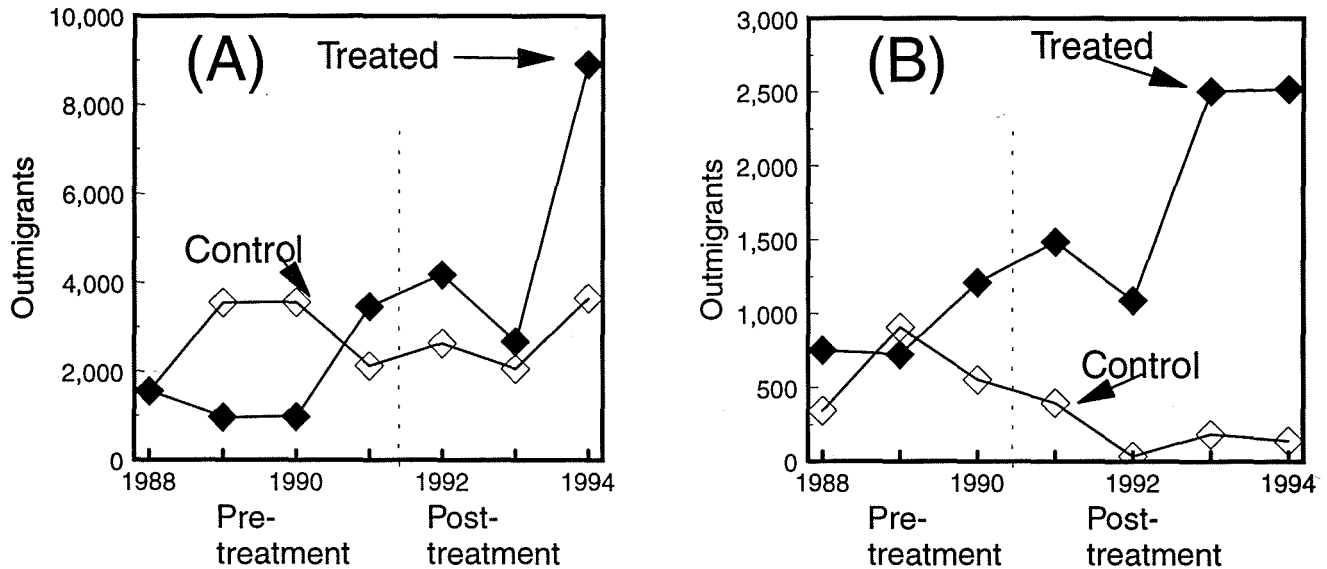 (A)
Treated
Control
Outmigrants
10,000
8,000
6,000
4,000
2,000
0
1988
1990
1992
1994
Pre-
treatment
Post-
treatment
(B)
Treated
Control
Outmigrants
3,000
2,500
2,000
1,500
1,000
500
0
1988
1990
1992
1994
Pre-
treatment
Post-
treatment